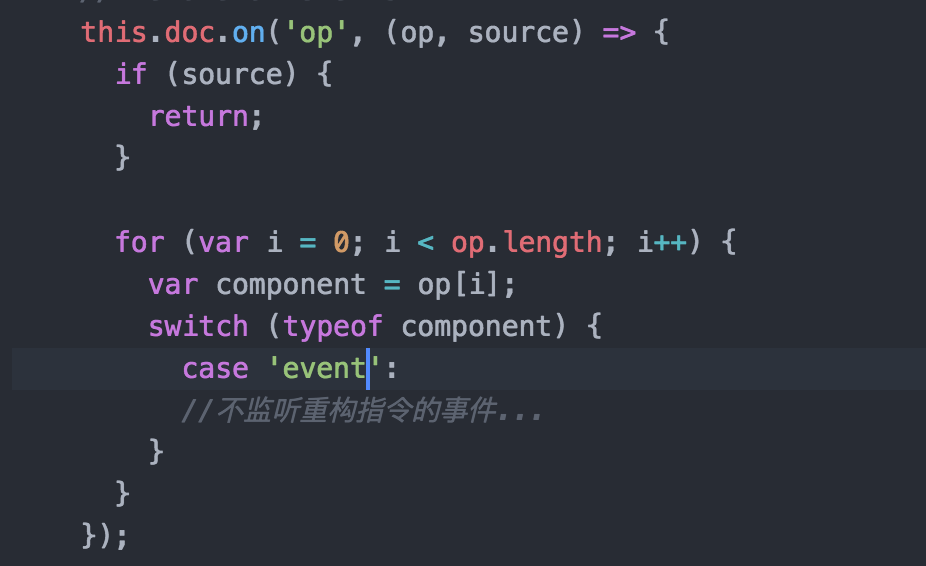 this.doc.on('op', (op, source) => {
if (source) {
return;
}
for (var i = 0; i < op.length; i++) {
var component = op[i];
switch (typeof component) {
case 'event':
//不监听重构指令的事件...
}
}
});